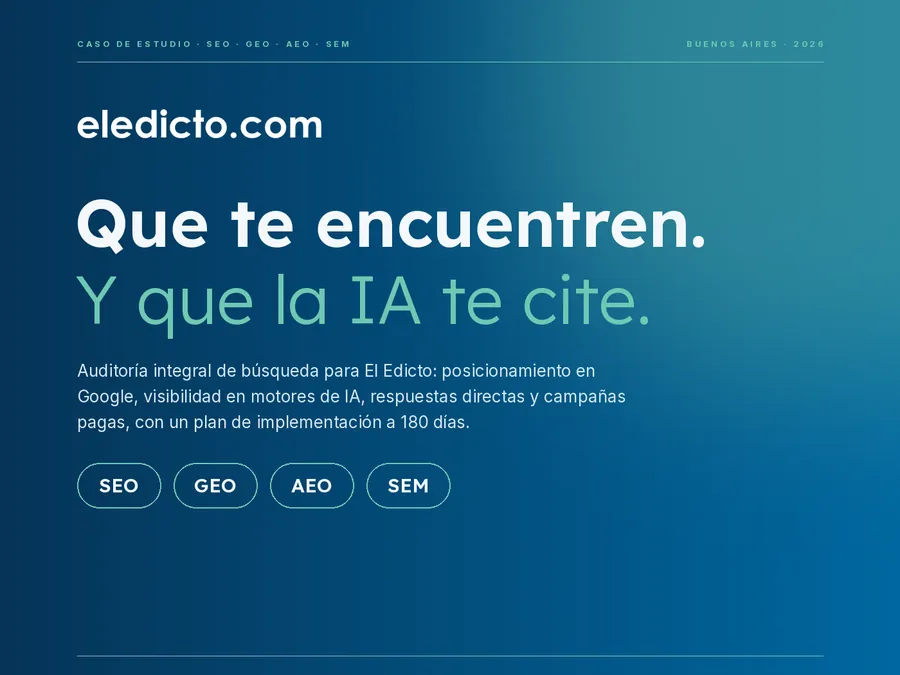 CASO DE ESTUDIO · SEO · GEO · AEO · SEM
BUENOS AIRES · 2026
eledicto.com
Que te encuentren.
Y que la IA te cite.
Auditoría integral de búsqueda para El Edicto: posicionamiento en
Google, visibilidad en motores de IA, respuestas directas y campañas
pagas, con un plan de implementación a 180 días.
SEO
GEO
AEO
SEM